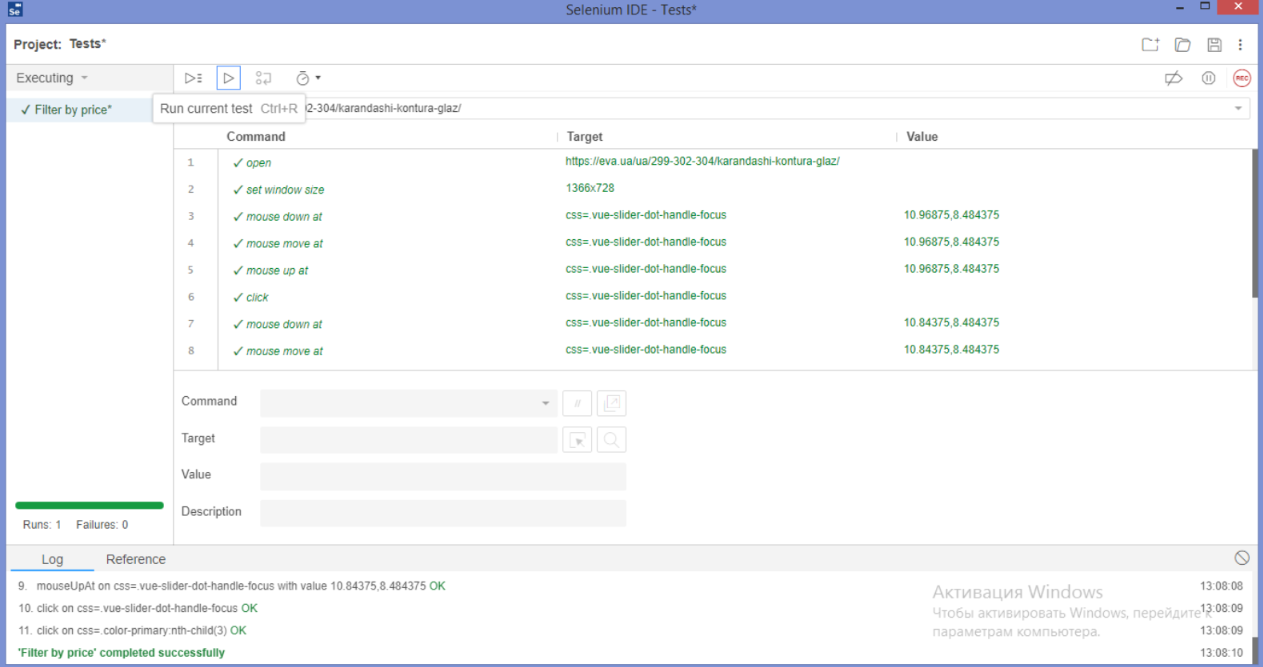 Se
Selenium IDE - Tests*
Project: Tests*
Executing
✓ Filter by price*
Run current test Ctrl+R
02-304/karandashi-kontura-glaz/
REC
Command Target Value
1 ✓ open https://eva.ua/ua/299-302-304/karandashi-kontura-glaz/
2 ✓ set window size 1366x728
3 ✓ mouse down at css=.vue-slider-dot-handle-focus 10.96875,8.484375
4 ✓ mouse move at css=.vue-slider-dot-handle-focus 10.96875,8.484375
5 ✓ mouse up at css=.vue-slider-dot-handle-focus 10.96875,8.484375
6 ✓ click css=.vue-slider-dot-handle-focus
7 ✓ mouse down at css=.vue-slider-dot-handle-focus 10.84375,8.484375
8 ✓ mouse move at css=.vue-slider-dot-handle-focus 10.84375,8.484375
Command //
Target
Value
Description
Runs: 1 Failures: 0
Log Reference
9. mouseUpAt on css=.vue-slider-dot-handle-focus with value 10.84375,8.484375 OK 13:08:08
10. click on css=.vue-slider-dot-handle-focus OK 13:08:09
11. click on css=.color-primary:nth-child(3) OK 13:08:09
'Filter by price' completed successfully 13:08:10
Активация Windows
Чтобы активировать Windows, перейдите к
параметрам компьютера.